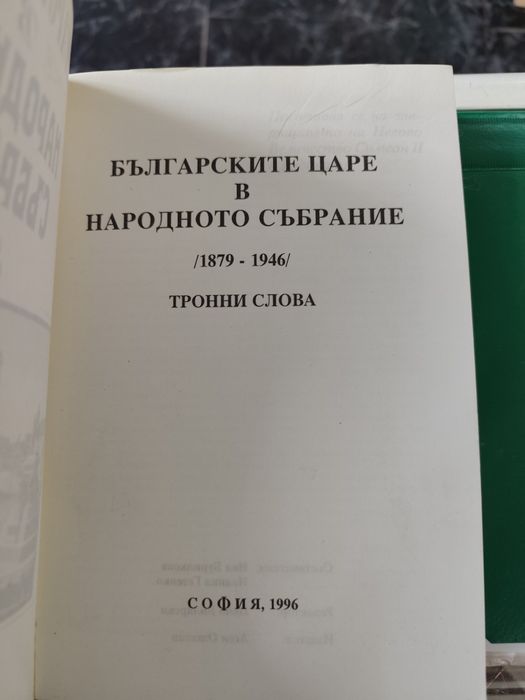 БЪЛГАРСКИТЕ ЦАРЕ
В
НАРОДНОТО СЪБРАНИЕ
/1879 - 1946/
ТРОННИ СЛОВА
СОФИЯ, 1996